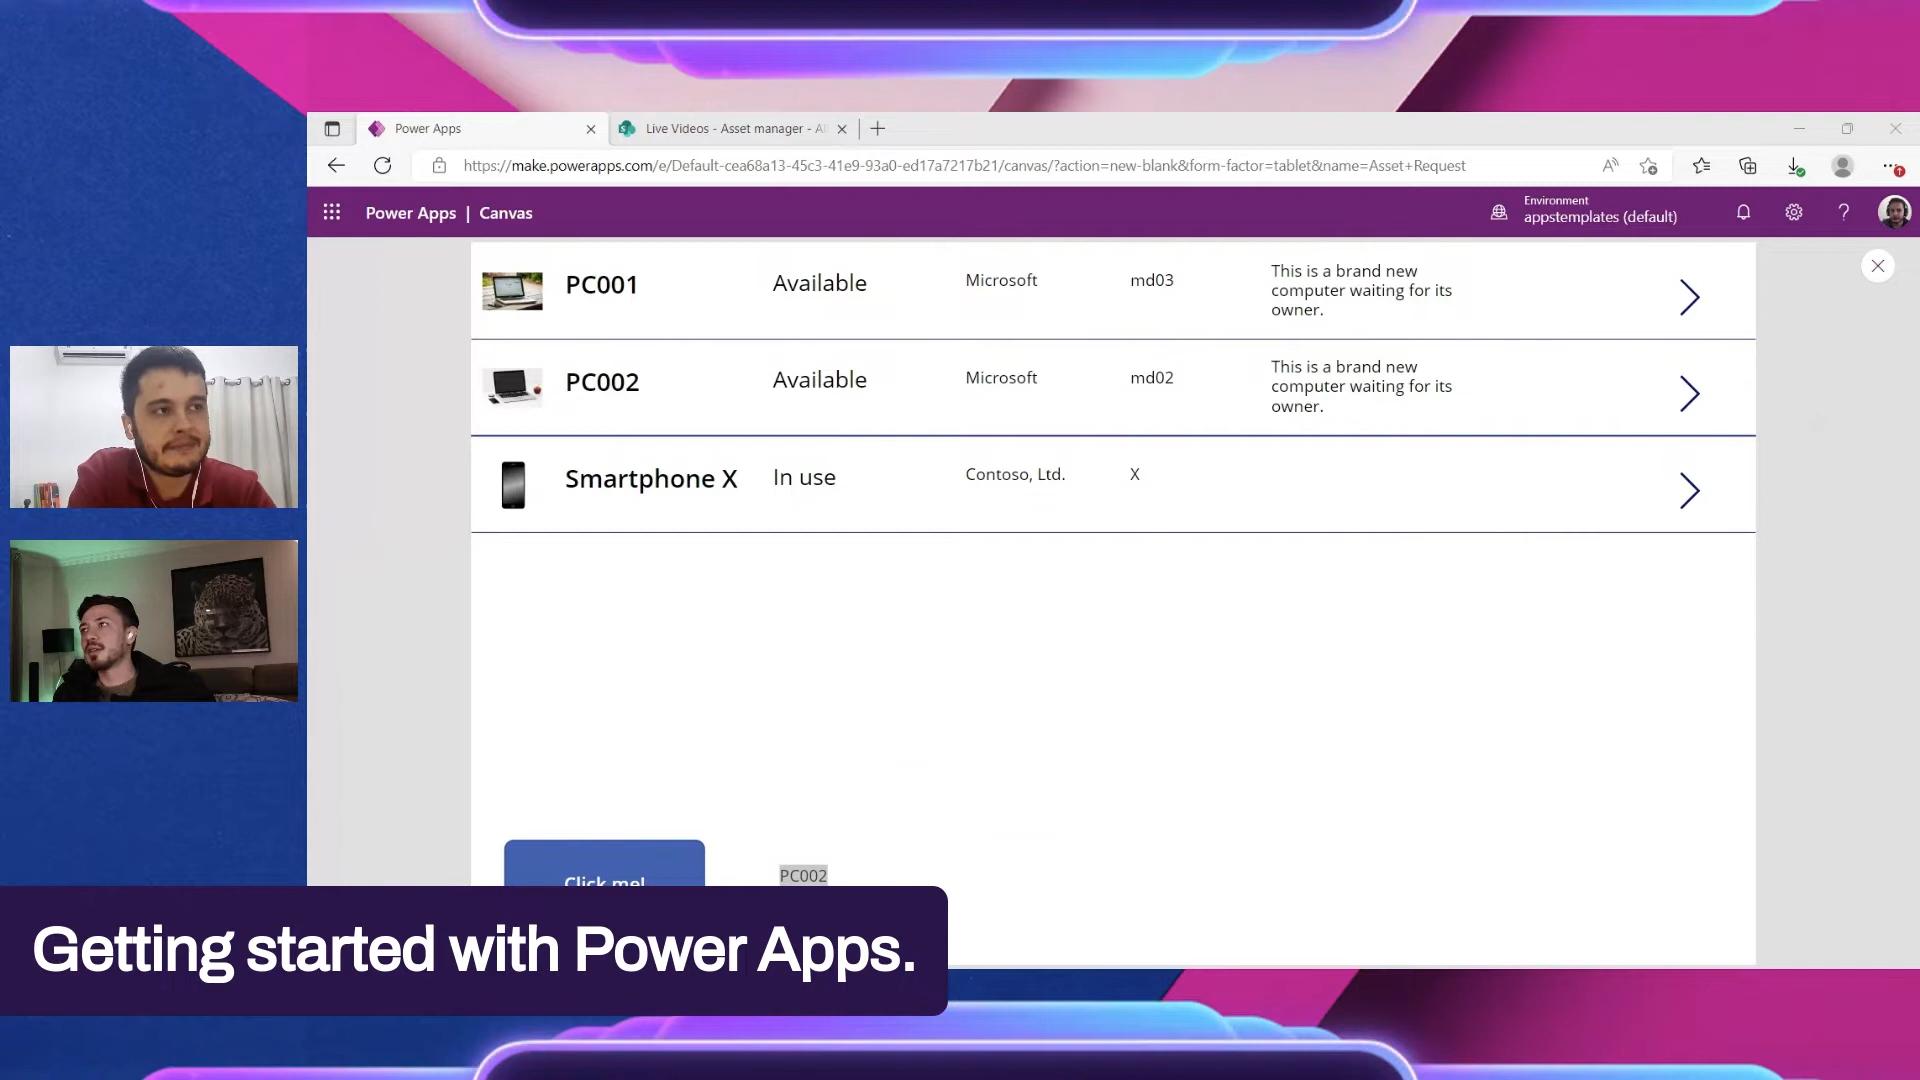 Power Apps
Live Videos - Asset manager - Al
https://make.powerapps.com/e/Default-cea68a13-45c3-41e9-93a0-ed17a7217b21/canvas/?action=new-blank&form-factor=tablet&name=Asset+Request
Power Apps | Canvas
Environment
appstemplates (default)
PC001
Available
Microsoft
md03
This is a brand new
computer waiting for its
owner.
PC002
Available
Microsoft
md02
This is a brand new
computer waiting for its
owner.
Smartphone X
In use
Contoso, Ltd.
X
Click me!
PC002
Getting started with Power Apps.